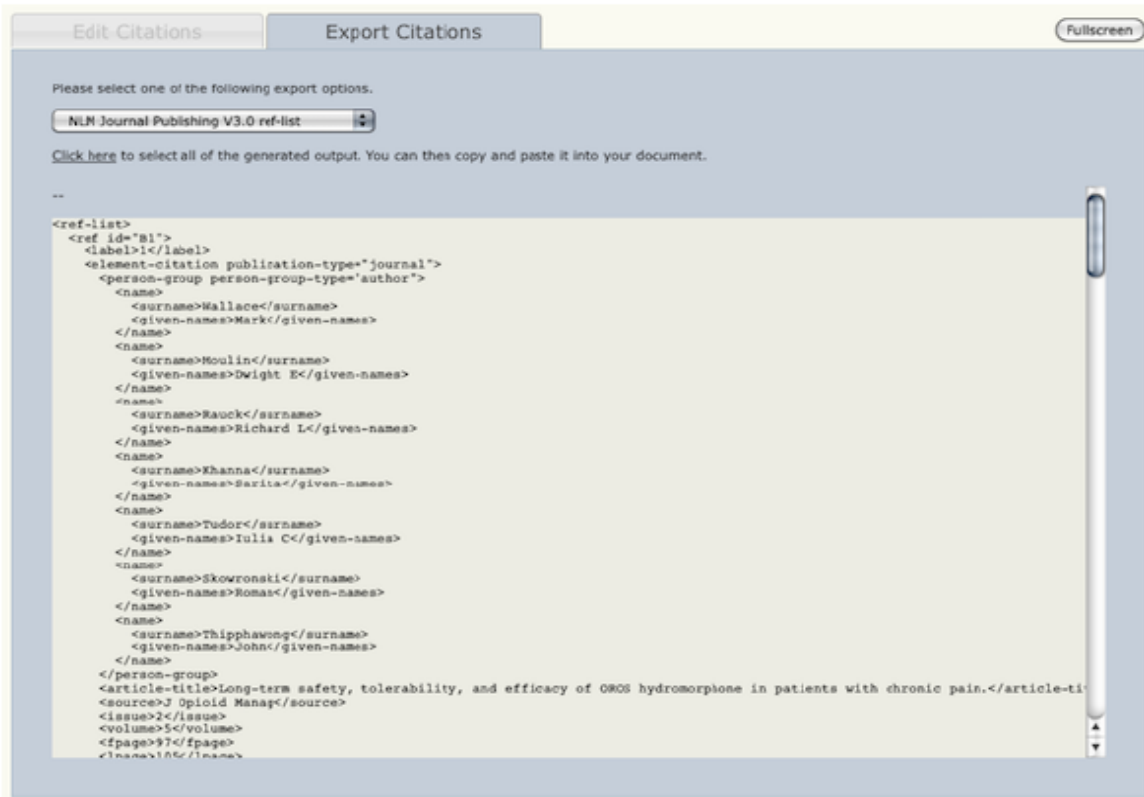 Edit Citations
Export Citations
Fullscreen
Please select one of the following export options.
NLM Journal Publishing V3.0 ref-list
Click here to select all of the generated output. You can then copy and paste it into your document.
--
<ref-list>
<ref id="B1">
<label>1</label>
<element-citation publication-type="journal">
<person-group person-group-type="author">
<name>
<surname>Wallace</surname>
<given-names>Mark</given-names>
</name>
<name>
<surname>Moulin</surname>
<given-names>Dwight E</given-names>
</name>
<name>
<surname>Rauck</surname>
<given-names>Richard L</given-names>
</name>
<name>
<surname>Khanna</surname>
<given-names>Sarita</given-names>
</name>
<name>
<surname>Tudor</surname>
<given-names>Iulia C</given-names>
</name>
<name>
<surname>Skowronski</surname>
<given-names>Roman</given-names>
</name>
<name>
<surname>Thipphawong</surname>
<given-names>John</given-names>
</name>
</person-group>
<article-title>Long-term safety, tolerability, and efficacy of OROS hydromorphone in patients with chronic pain.</article-ti
<source>J Opioid Manag</source>
<issue>2</issue>
<volume>5</volume>
<fpage>97</fpage>
<lpage>105</lpage>